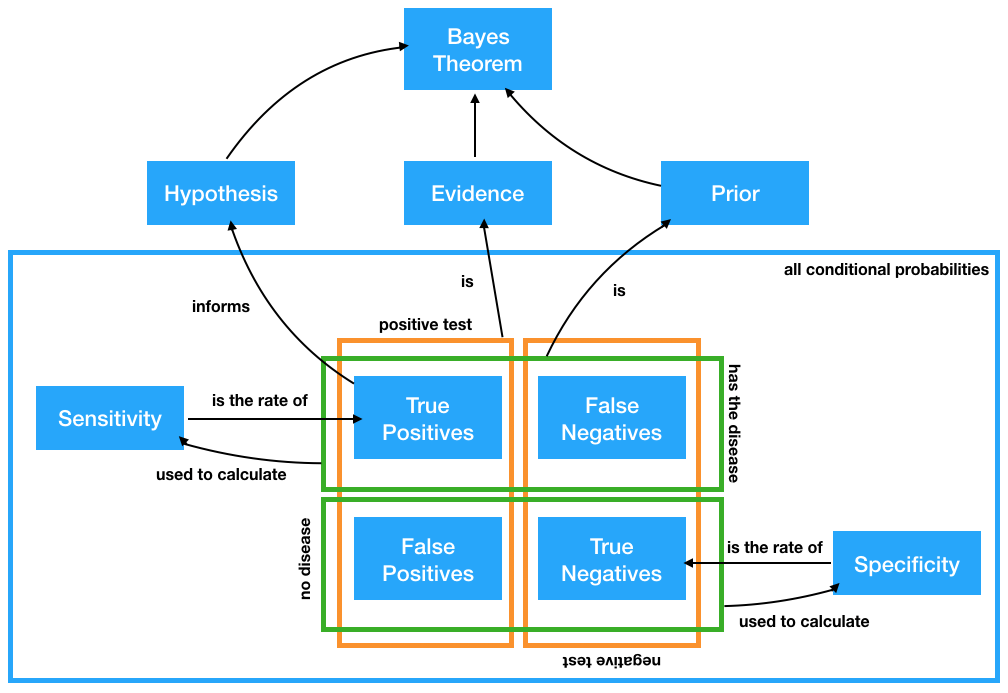 Bayes
Theorem
Hypothesis
Evidence
Prior
all conditional probabilities
informs
is
is
positive test
has the disease
Sensitivity
is the rate of
True
Positives
False
Negatives
used to calculate
no disease
False
Positives
True
Negatives
is the rate of
Specificity
used to calculate
negative test